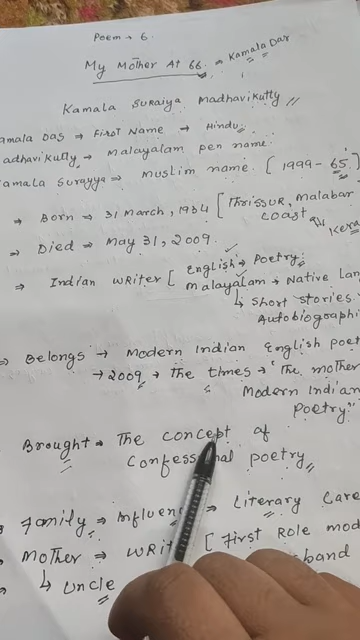 Poem → 6
My Mother At 66. → Kamala Das
Kamala Suraiya Madhavikutty
amala Das → First Name → Hindu.
adhavikutty → Malayalam pen name.
amala Surayya → Muslim name. [1999 - 65
⇒ Born → 31 March, 1934 [Thrissur, Malabar
Coast
Kera
⇒ Died → May 31, 2009.
⇒ Indian Writer [English → Poetry.
Malayalam → Native Lan
↳ Short stories.
Autobiographi
⇒ Belongs → Modern Indian English poet
→ 2009 → The times → "The mother
Modern Indian
Poetry."
Brought → The concept of
Confessional poetry
Family → Influenc → Literary Care
Mother → Writ [First Role mod
↳ Uncle band